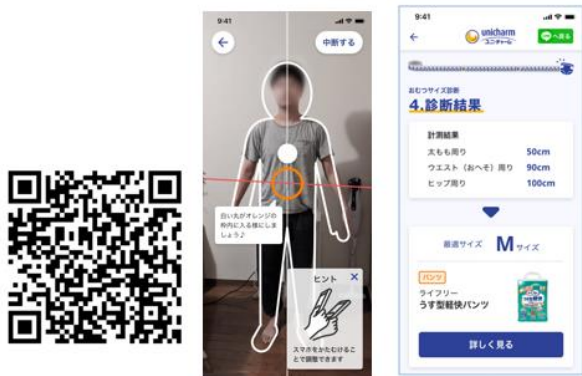 9:41
中断する
白い丸がオレンジの
枠内に入る様にしま
しょう♪
ヒント ×
スマホをかたむけるこ
とで調整できます
9:41
unicharm
ユニ・チャーム
へ戻る
おむつサイズ診断
4.診断結果
計測結果
太もも周り 50cm
ウエスト（おへそ）周り 90cm
ヒップ周り 100cm
最適サイズ Mサイズ
パンツ
ライフリー
うす型軽快パンツ
詳しく見る